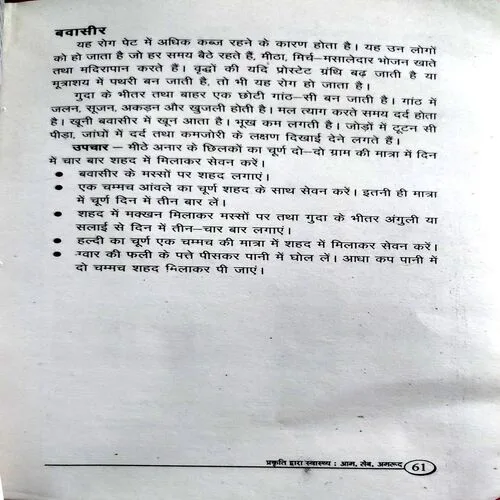 बवासीर
यह रोग पेट में अधिक कब्ज रहने के कारण होता है। यह उन लोगों
को हो जाता है जो हर समय बैठे रहते हैं, मीठा, मिर्च–मसालेदार भोजन खाते
तथा मदिरापान करते हैं। वृद्धों की यदि प्रोस्टेट ग्रंथि बढ़ जाती है या
मूत्राशय में पथरी बन जाती है, तो भी यह रोग हो जाता है।
गुदा के भीतर तथा बाहर एक छोटी गांठ–सी बन जाती है। गांठ में
जलन, सूजन, अकड़न और खुजली होती है। मल त्याग करते समय दर्द होता
है। खूनी बवासीर में खून आता है। भूख कम लगती है। जोड़ों में टूटन सी
पीड़ा, जांघों में दर्द तथा कमजोरी के लक्षण दिखाई देने लगते हैं।
उपचार – मीठे अनार के छिलकों का चूर्ण दो–दो ग्राम की मात्रा में दिन
में चार बार शहद में मिलाकर सेवन करें।
● बवासीर के मस्सों पर शहद लगाएं।
● एक चम्मच आंवले का चूर्ण शहद के साथ सेवन करें। इतनी ही मात्रा
में चूर्ण दिन में तीन बार लें।
● शहद में मक्खन मिलाकर मस्सों पर तथा गुदा के भीतर अंगुली या
सलाई से दिन में तीन–चार बार लगाएं।
● हल्दी का चूर्ण एक चम्मच की मात्रा में शहद में मिलाकर सेवन करें।
● ग्वार की फली के पत्ते पीसकर पानी में घोल लें। आधा कप पानी में
दो चम्मच शहद मिलाकर पी जाएं।
प्रकृति द्वारा स्वास्थ्य : आम, सेब, अमरूद 61